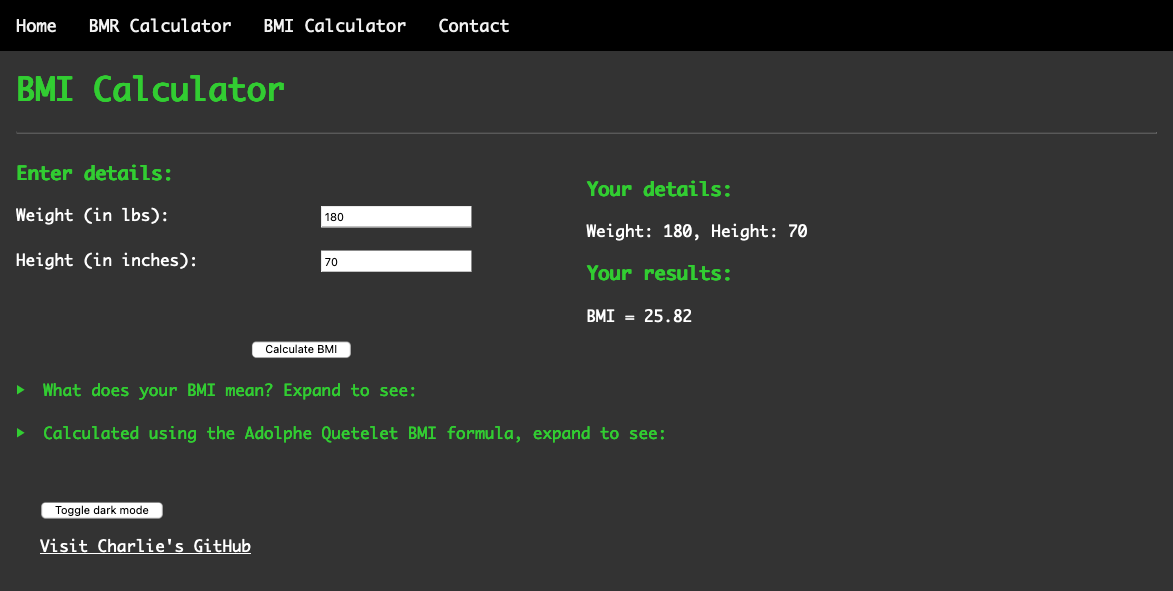 Home BMR Calculator BMI Calculator Contact
BMI Calculator
Enter details:
Weight (in lbs): 180
Height (in inches): 70
Calculate BMI
Your details:
Weight: 180, Height: 70
Your results:
BMI = 25.82
What does your BMI mean? Expand to see:
Calculated using the Adolphe Quetelet BMI formula, expand to see:
Toggle dark mode
Visit Charlie's GitHub